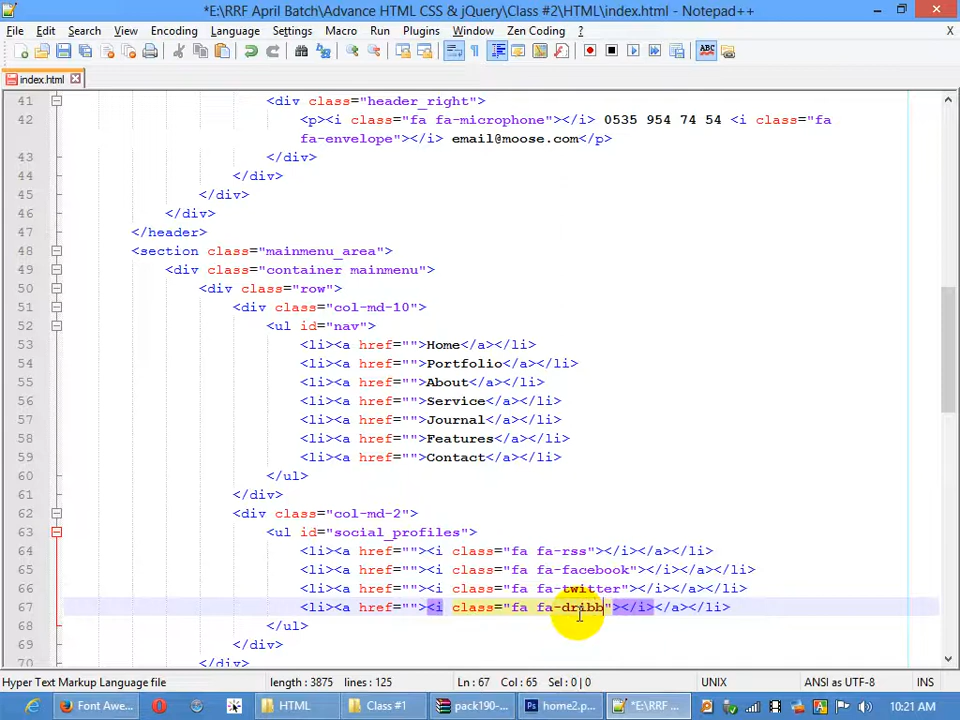 *E:\RRF April Batch\Advance HTML CSS & jQuery\Class #2\HTML\index.html - Notepad++
File Edit Search View Encoding Language Settings Macro Run Plugins Window Zen Coding ? X
index.html
41 <div class="header_right">
42 <p><i class="fa fa-microphone"></i> 0535 954 74 54 <i class="fa
fa-envelope"></i> email@moose.com</p>
43 </div>
44 </div>
45 </div>
46 </div>
47 </header>
48 <section class="mainmenu_area">
49 <div class="container mainmenu">
50 <div class="row">
51 <div class="col-md-10">
52 <ul id="nav">
53 <li><a href="">Home</a></li>
54 <li><a href="">Portfolio</a></li>
55 <li><a href="">About</a></li>
56 <li><a href="">Service</a></li>
57 <li><a href="">Journal</a></li>
58 <li><a href="">Features</a></li>
59 <li><a href="">Contact</a></li>
60 </ul>
61 </div>
62 <div class="col-md-2">
63 <ul id="social_profiles">
64 <li><a href=""><i class="fa fa-rss"></i></a></li>
65 <li><a href=""><i class="fa fa-facebook"></i></a></li>
66 <li><a href=""><i class="fa fa-twitter"></i></a></li>
67 <li><a href=""><i class="fa fa-dribb"></i></a></li>
68 </ul>
69 </div>
70 </div>
Hyper Text Markup Language file length : 3875 lines : 125 Ln : 67 Col : 65 Sel : 0 | 0 UNIX ANSI as UTF-8 INS
Font Awe... HTML Class #1 pack190-... home2.p... *E:\RRF ... 10:21 AM